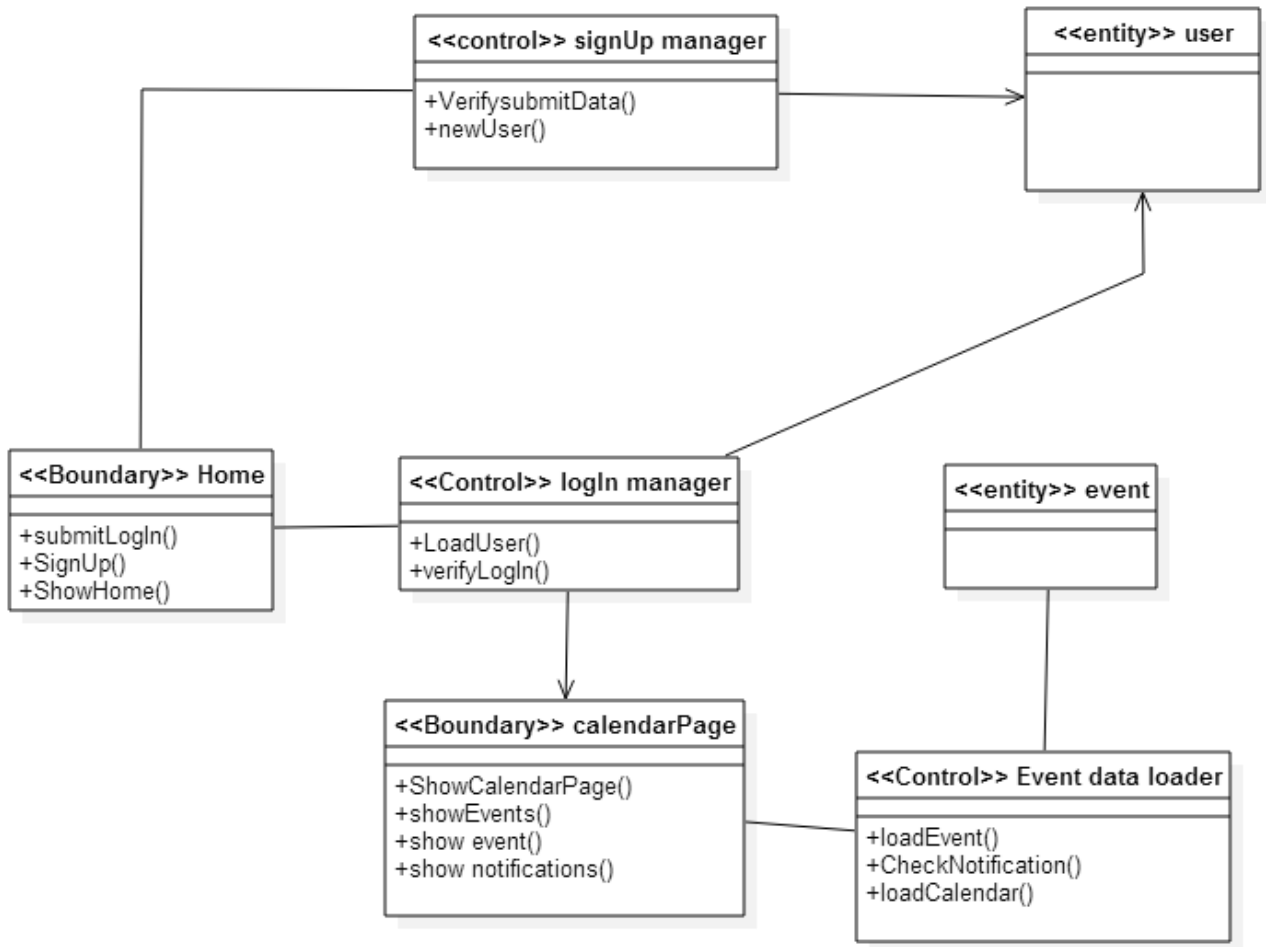 <<control>> signUp manager
+VerifysubmitData()
+newUser()
<<entity>> user
<<Boundary>> Home
+submitLogIn()
+SignUp()
+ShowHome()
<<Control>> logIn manager
+LoadUser()
+verifyLogIn()
<<entity>> event
<<Boundary>> calendarPage
+ShowCalendarPage()
+showEvents()
+show event()
+show notifications()
<<Control>> Event data loader
+loadEvent()
+CheckNotification()
+loadCalendar()